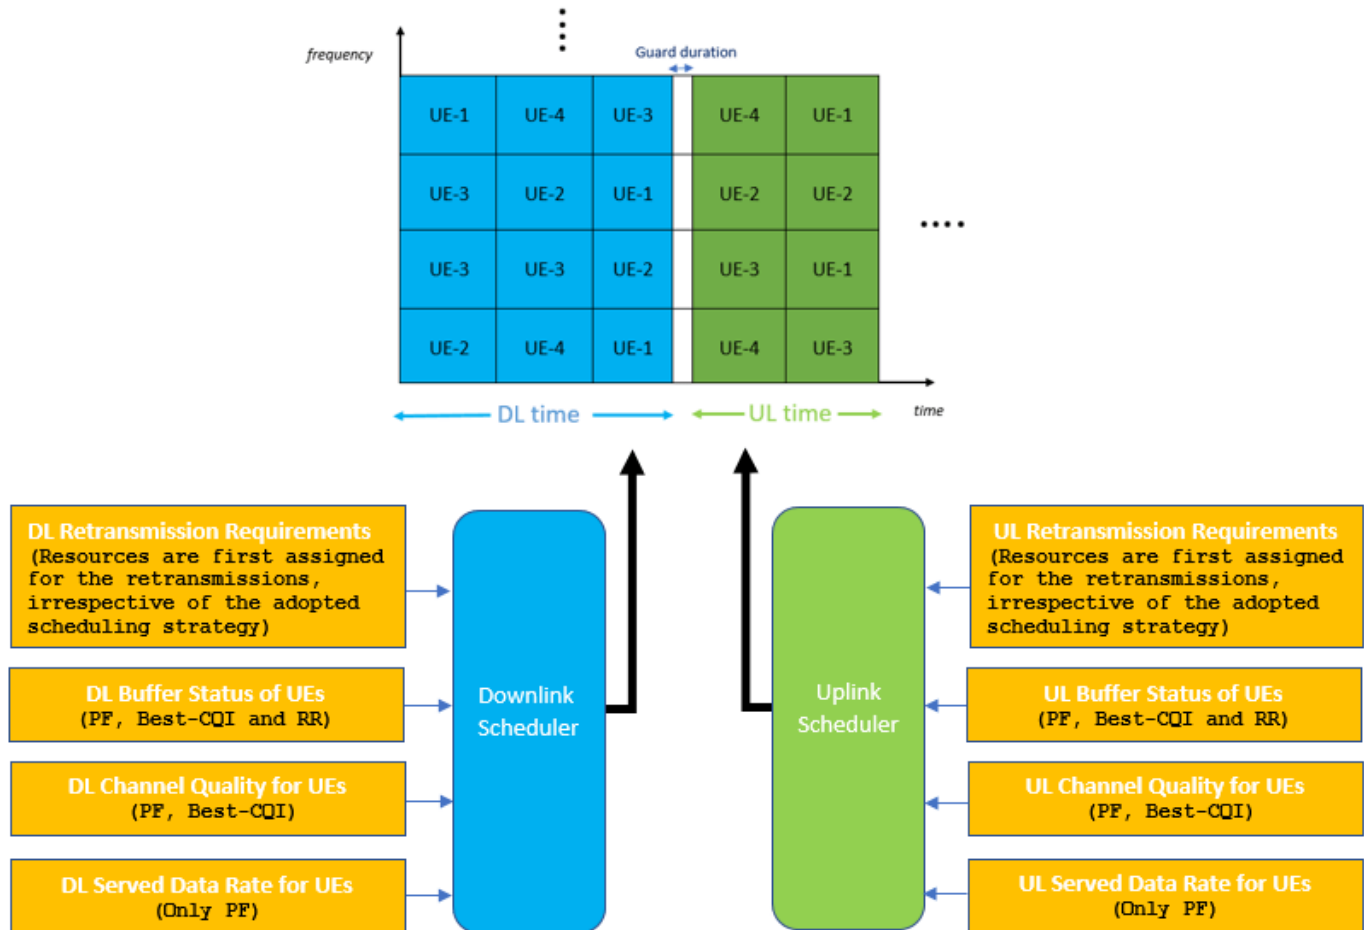 frequency
Guard duration
UE-1 UE-4 UE-3 UE-4 UE-1
UE-3 UE-2 UE-1 UE-2 UE-2
UE-3 UE-3 UE-2 UE-3 UE-1
UE-2 UE-4 UE-1 UE-4 UE-3
DL time
UL time
time
DL Retransmission Requirements
(Resources are first assigned
for the retransmissions,
irrespective of the adopted
scheduling strategy)
DL Buffer Status of UEs
(PF, Best-CQI and RR)
DL Channel Quality for UEs
(PF, Best-CQI)
DL Served Data Rate for UEs
(Only PF)
Downlink
Scheduler
Uplink
Scheduler
UL Retransmission Requirements
(Resources are first assigned
for the retransmissions,
irrespective of the adopted
scheduling strategy)
UL Buffer Status of UEs
(PF, Best-CQI and RR)
UL Channel Quality for UEs
(PF, Best-CQI)
UL Served Data Rate for UEs
(Only PF)